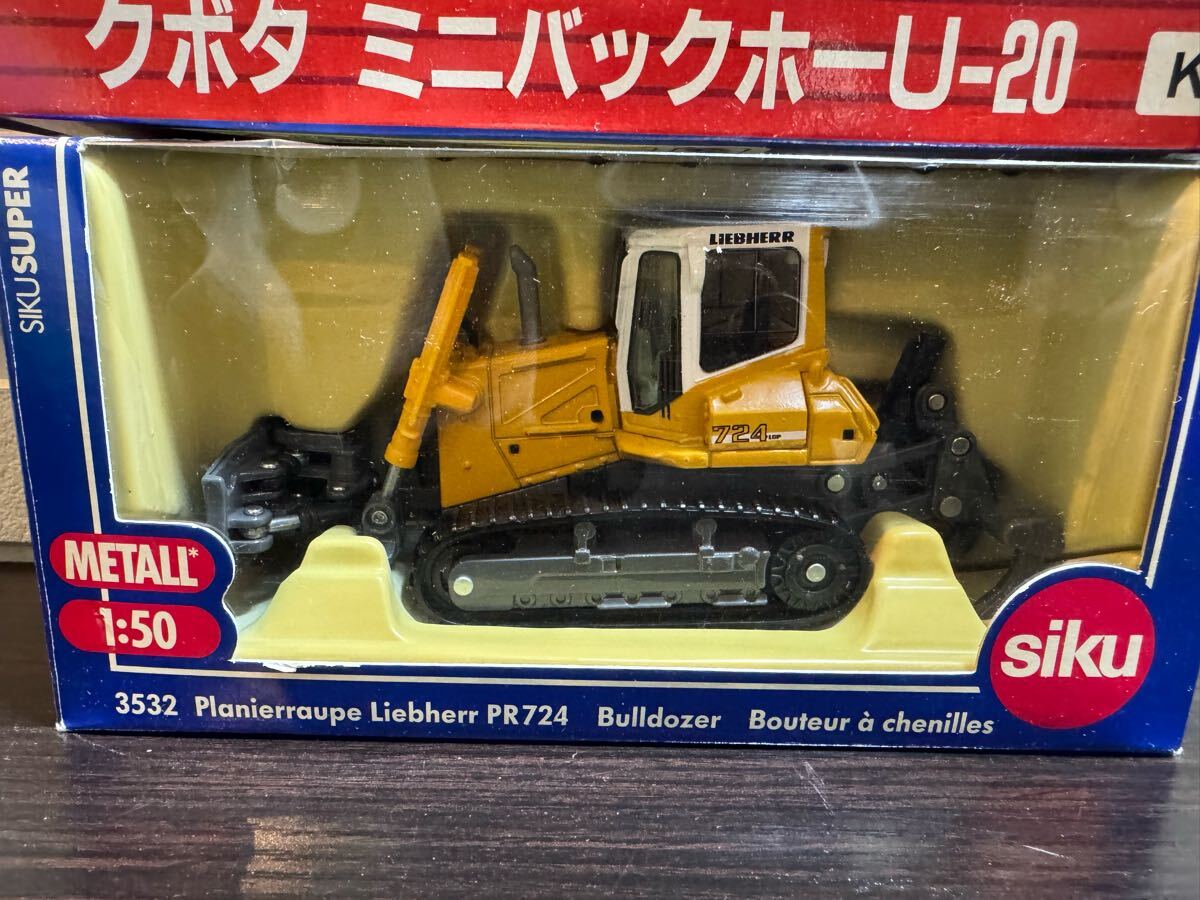 クボタ ミニバックホーU-20 K
SIKU SUPER
LIEBHERR
724 LGP
METALL*
1:50
siku
3532 Planierraupe Liebherr PR724 Bulldozer Bouteur à chenilles